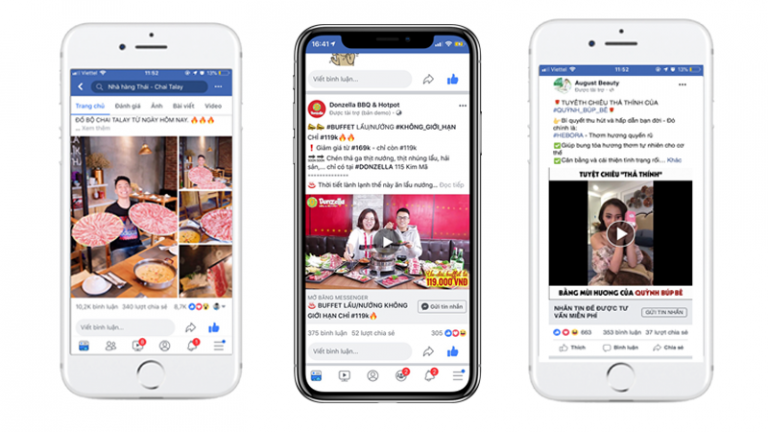 Viettel 11:52 13%
Nhà hàng Thái - Chai Talay
Trang chủ Đánh giá Ảnh Bài viết Video
ĐỔ BỘ CHAI TALAY TỪ NGÀY HÔM NAY.
... Xem thêm
10,2K bình luận 340 lượt chia sẻ 6,7K
Viết bình luận...
16:41
Viết bình luận...
Donzella BBQ & Hotpot
Được tài trợ (bản demo) ·
#BUFFET LẨU/NƯỚNG #KHÔNG_GIỚI_HẠN
CHỈ #119k
Giảm giá từ #169k - chỉ còn #119k
Chén thả ga thịt nướng, thịt nhúng lẩu, hải
sản,... chỉ có tại #DONZELLA 115 Kim Mã
---------------
Thời tiết lành lạnh thế này ăn lẩu nướng... Đọc tiếp
Donzella
Donzella
119.000 VNĐ
MỞ BẰNG MESSENGER
BUFFET LẨU/NƯỚNG KHÔNG
GIỚI HẠN CHỈ #119k
Gửi tin nhắn
375 bình luận 52 lượt chia sẻ 305
Viết bình luận...
Viettel 11:52 13%
August Beauty
Được tài trợ ·
TUYỆTH CHIÊU THẢ THÍNH CỦA
#QUỲNH_BÚP_BÊ
Bí quyết thu hút và hấp dẫn bạn đời - Đó
chính là:
#HEBORA - Thơm hương quyến rũ
Giúp bung tỏa hương thơm tự nhiên cho cơ
thể
Cân bằng và cải thiện tình trạng rối... Khác
TUYỆT CHIÊU "THẢ THÍNH"
BẰNG MÙI HƯƠNG CỦA QUỲNH BÚP BÊ
NHẮN TIN ĐỂ ĐƯỢC TƯ
VẤN MIỄN PHÍ
GỬI TIN NHẮN
663 353 bình luận 37 lượt chia sẻ
Thích Bình luận Chia sẻ